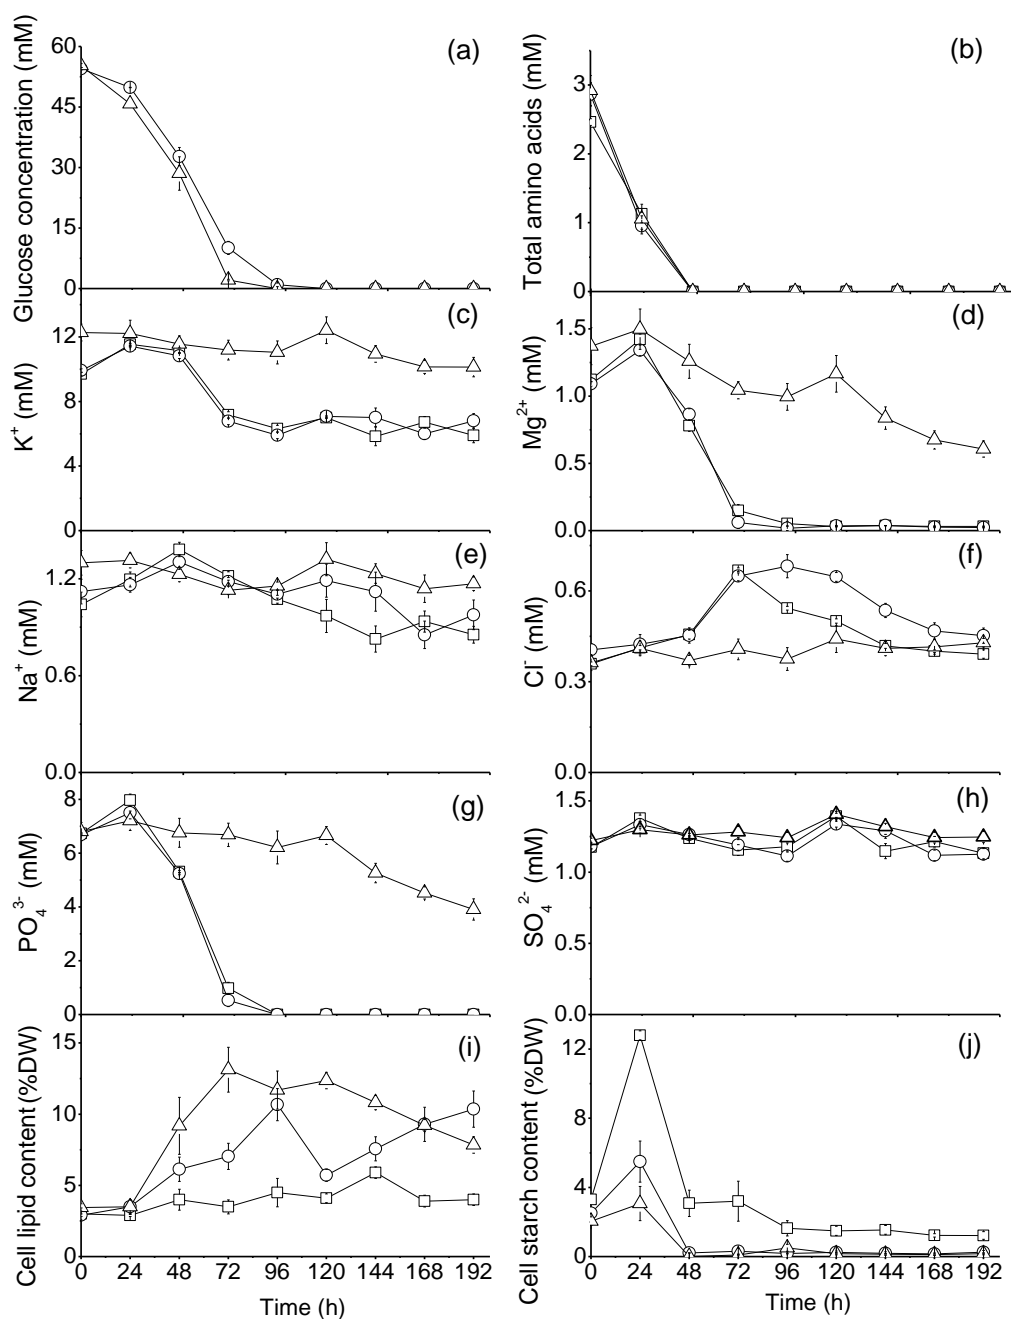 (a)
Glucose concentration (mM)
60
45
30
15
0
(b)
Total amino acids (mM)
3
2
1
0
(c)
K⁺ (mM)
12
8
4
0
(d)
Mg²⁺ (mM)
1.5
1.0
0.5
0.0
(e)
Na⁺ (mM)
1.2
0.6
0.0
(f)
Cl⁻ (mM)
0.6
0.3
0.0
(g)
PO₄³⁻ (mM)
8
6
4
2
0
(h)
SO₄²⁻ (mM)
1.5
1.0
0.5
0.0
(i)
Cell lipid content (%DW)
15
10
5
0
0 24 48 72 96 120 144 168 192
Time (h)
(j)
Cell starch content (%DW)
12
8
4
0
0 24 48 72 96 120 144 168 192
Time (h)